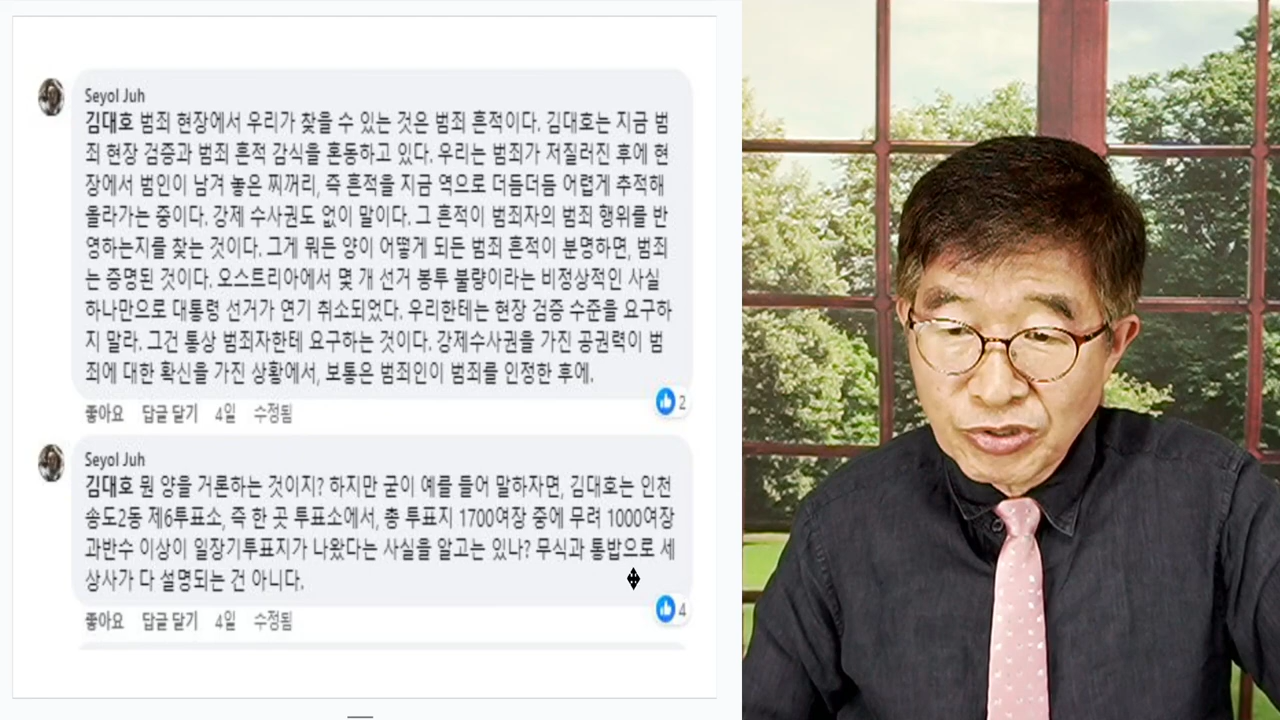 Seyol Juh
김대호 범죄 현장에서 우리가 찾을 수 있는 것은 범죄 흔적이다. 김대호는 지금 범
죄 현장 검증과 범죄 흔적 감식을 혼동하고 있다. 우리는 범죄가 저질러진 후에 현
장에서 범인이 남겨 놓은 찌꺼리, 즉 흔적을 지금 역으로 더듬더듬 어렵게 추적해
올라가는 중이다. 강제 수사권도 없이 말이다. 그 흔적이 범죄자의 범죄 행위를 반
영하는지를 찾는 것이다. 그게 뭐든 양이 어떻게 되든 범죄 흔적이 분명하면, 범죄
는 증명된 것이다. 오스트리아에서 몇 개 선거 봉투 불량이라는 비정상적인 사실
하나만으로 대통령 선거가 연기 취소되었다. 우리한테는 현장 검증 수준을 요구하
지 말라. 그건 통상 범죄자한테 요구하는 것이다. 강제수사권을 가진 공권력이 범
죄에 대한 확신을 가진 상황에서, 보통은 범죄인이 범죄를 인정한 후에.
좋아요 답글 달기 4일 수정됨 2
Seyol Juh
김대호 뭔 양을 거론하는 것이지? 하지만 굳이 예를 들어 말하자면, 김대호는 인천
송도2동 제6투표소, 즉 한 곳 투표소에서, 총 투표지 1700여장 중에 무려 1000여장
과반수 이상이 일장기투표지가 나왔다는 사실을 알고는 있나? 무식과 통밥으로 세
상사가 다 설명되는 건 아니다.
좋아요 답글 달기 4일 수정됨 4